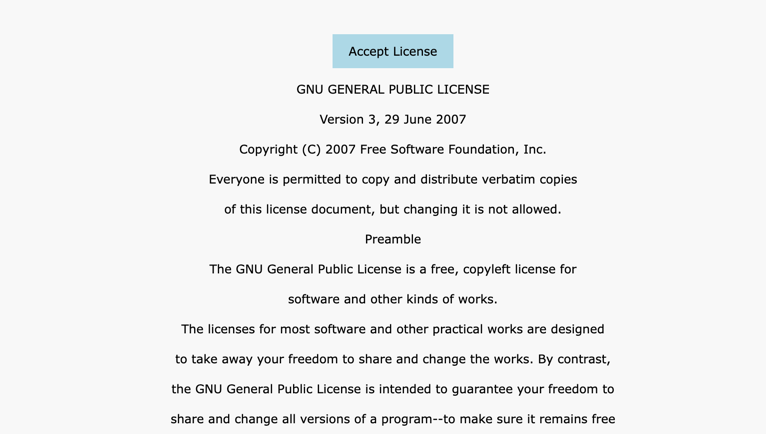 Accept License
GNU GENERAL PUBLIC LICENSE
Version 3, 29 June 2007
Copyright (C) 2007 Free Software Foundation, Inc.
Everyone is permitted to copy and distribute verbatim copies
of this license document, but changing it is not allowed.
Preamble
The GNU General Public License is a free, copyleft license for
software and other kinds of works.
The licenses for most software and other practical works are designed
to take away your freedom to share and change the works. By contrast,
the GNU General Public License is intended to guarantee your freedom to
share and change all versions of a program--to make sure it remains free